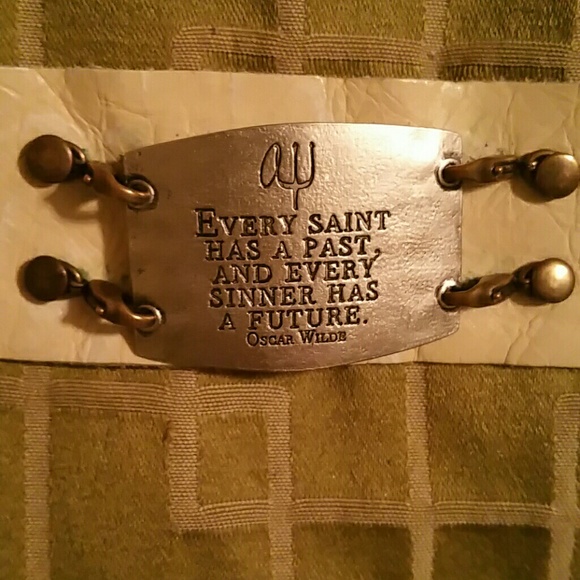 EVERY SAINT
HAS A PAST,
AND EVERY
SINNER HAS
A FUTURE.
OSCAR WILDE